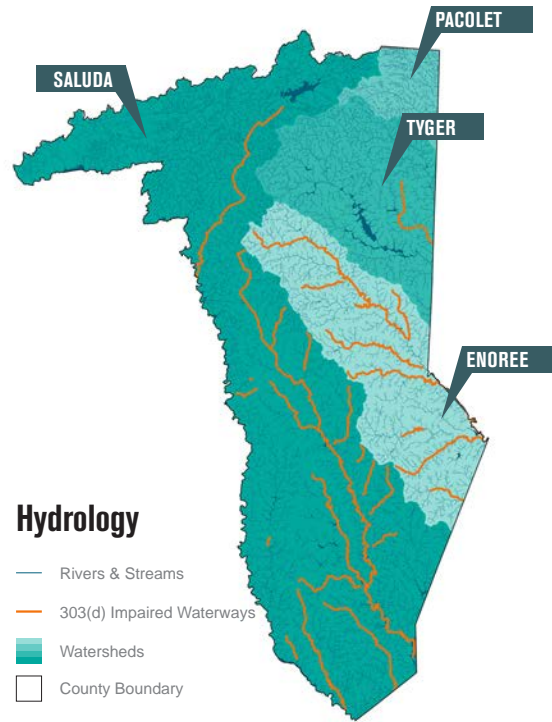 PACOLET
SALUDA
TYGER
ENOREE
Hydrology
Rivers & Streams
303(d) Impaired Waterways
Watersheds
County Boundary